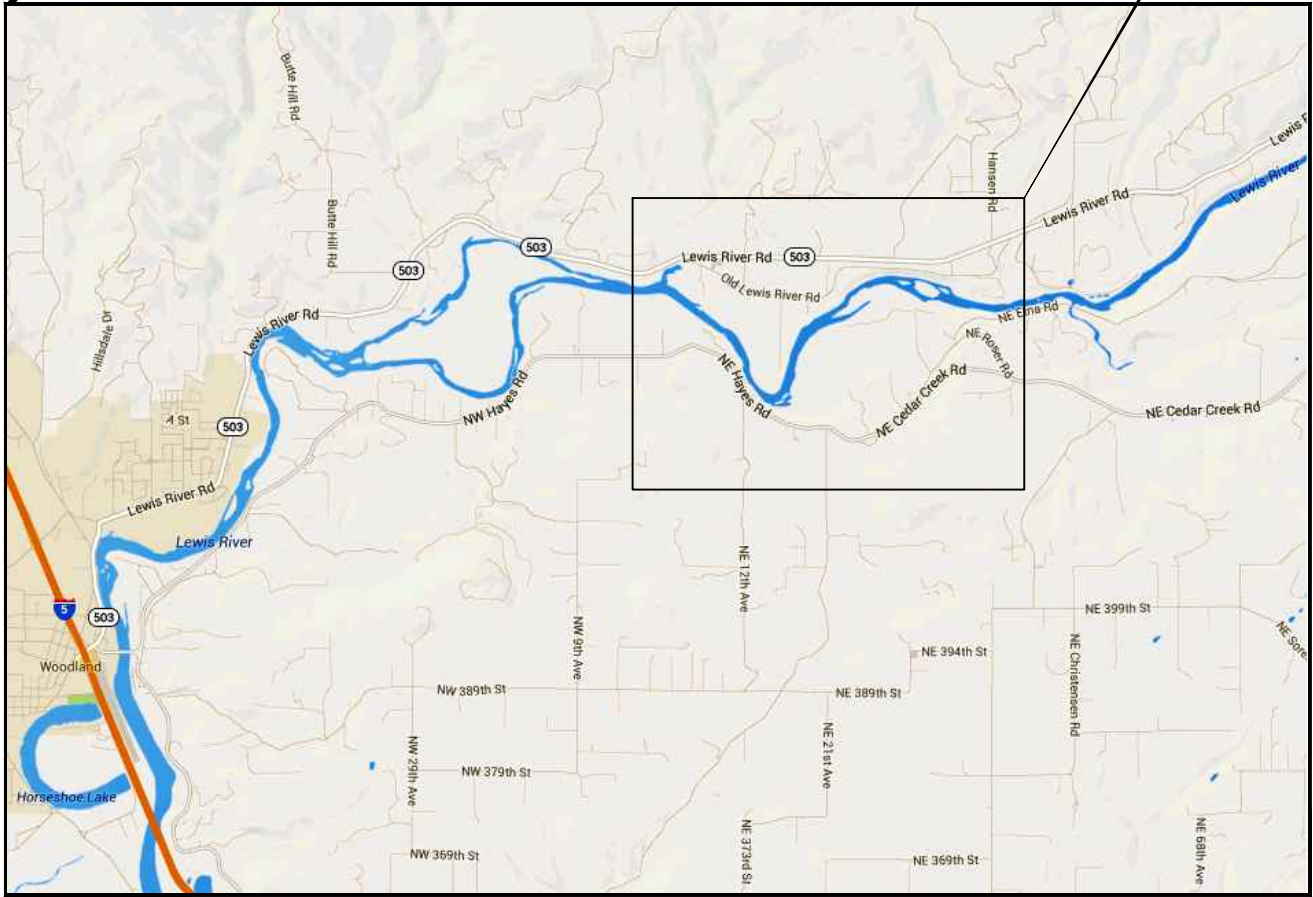 Butte Hill Rd
Lewis R
Hansen Rd
Lewis River
Butte Hill Rd
Lewis River Rd
503
Lewis River Rd
503
503
Old Lewis River Rd
Lewis River Rd
Hillsdale Dr
NE Etna Rd
NE Roser Rd
NE Hayes Rd
NE Cedar Creek Rd
NW Hayes Rd
NE Cedar Creek Rd
A St
503
Lewis River Rd
Lewis River
NE 12th Ave
5
503
NE 399th St
NW 9th Ave
NE Christensen Rd
NE Sore
NE 394th St
Woodland
NW 389th St
NE 389th St
NW 29th Ave
NE 21st Ave
NW 379th St
Horseshoe Lake
NE 373rd St
NE 68th Ave
NW 369th St
NE 369th St